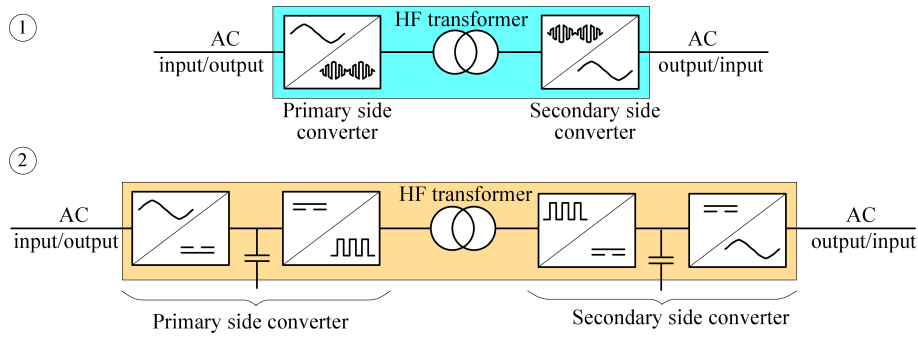 1
HF transformer
AC
input/output
AC
output/input
Primary side
converter
Secondary side
converter
2
HF transformer
AC
input/output
AC
output/input
Primary side converter
Secondary side converter